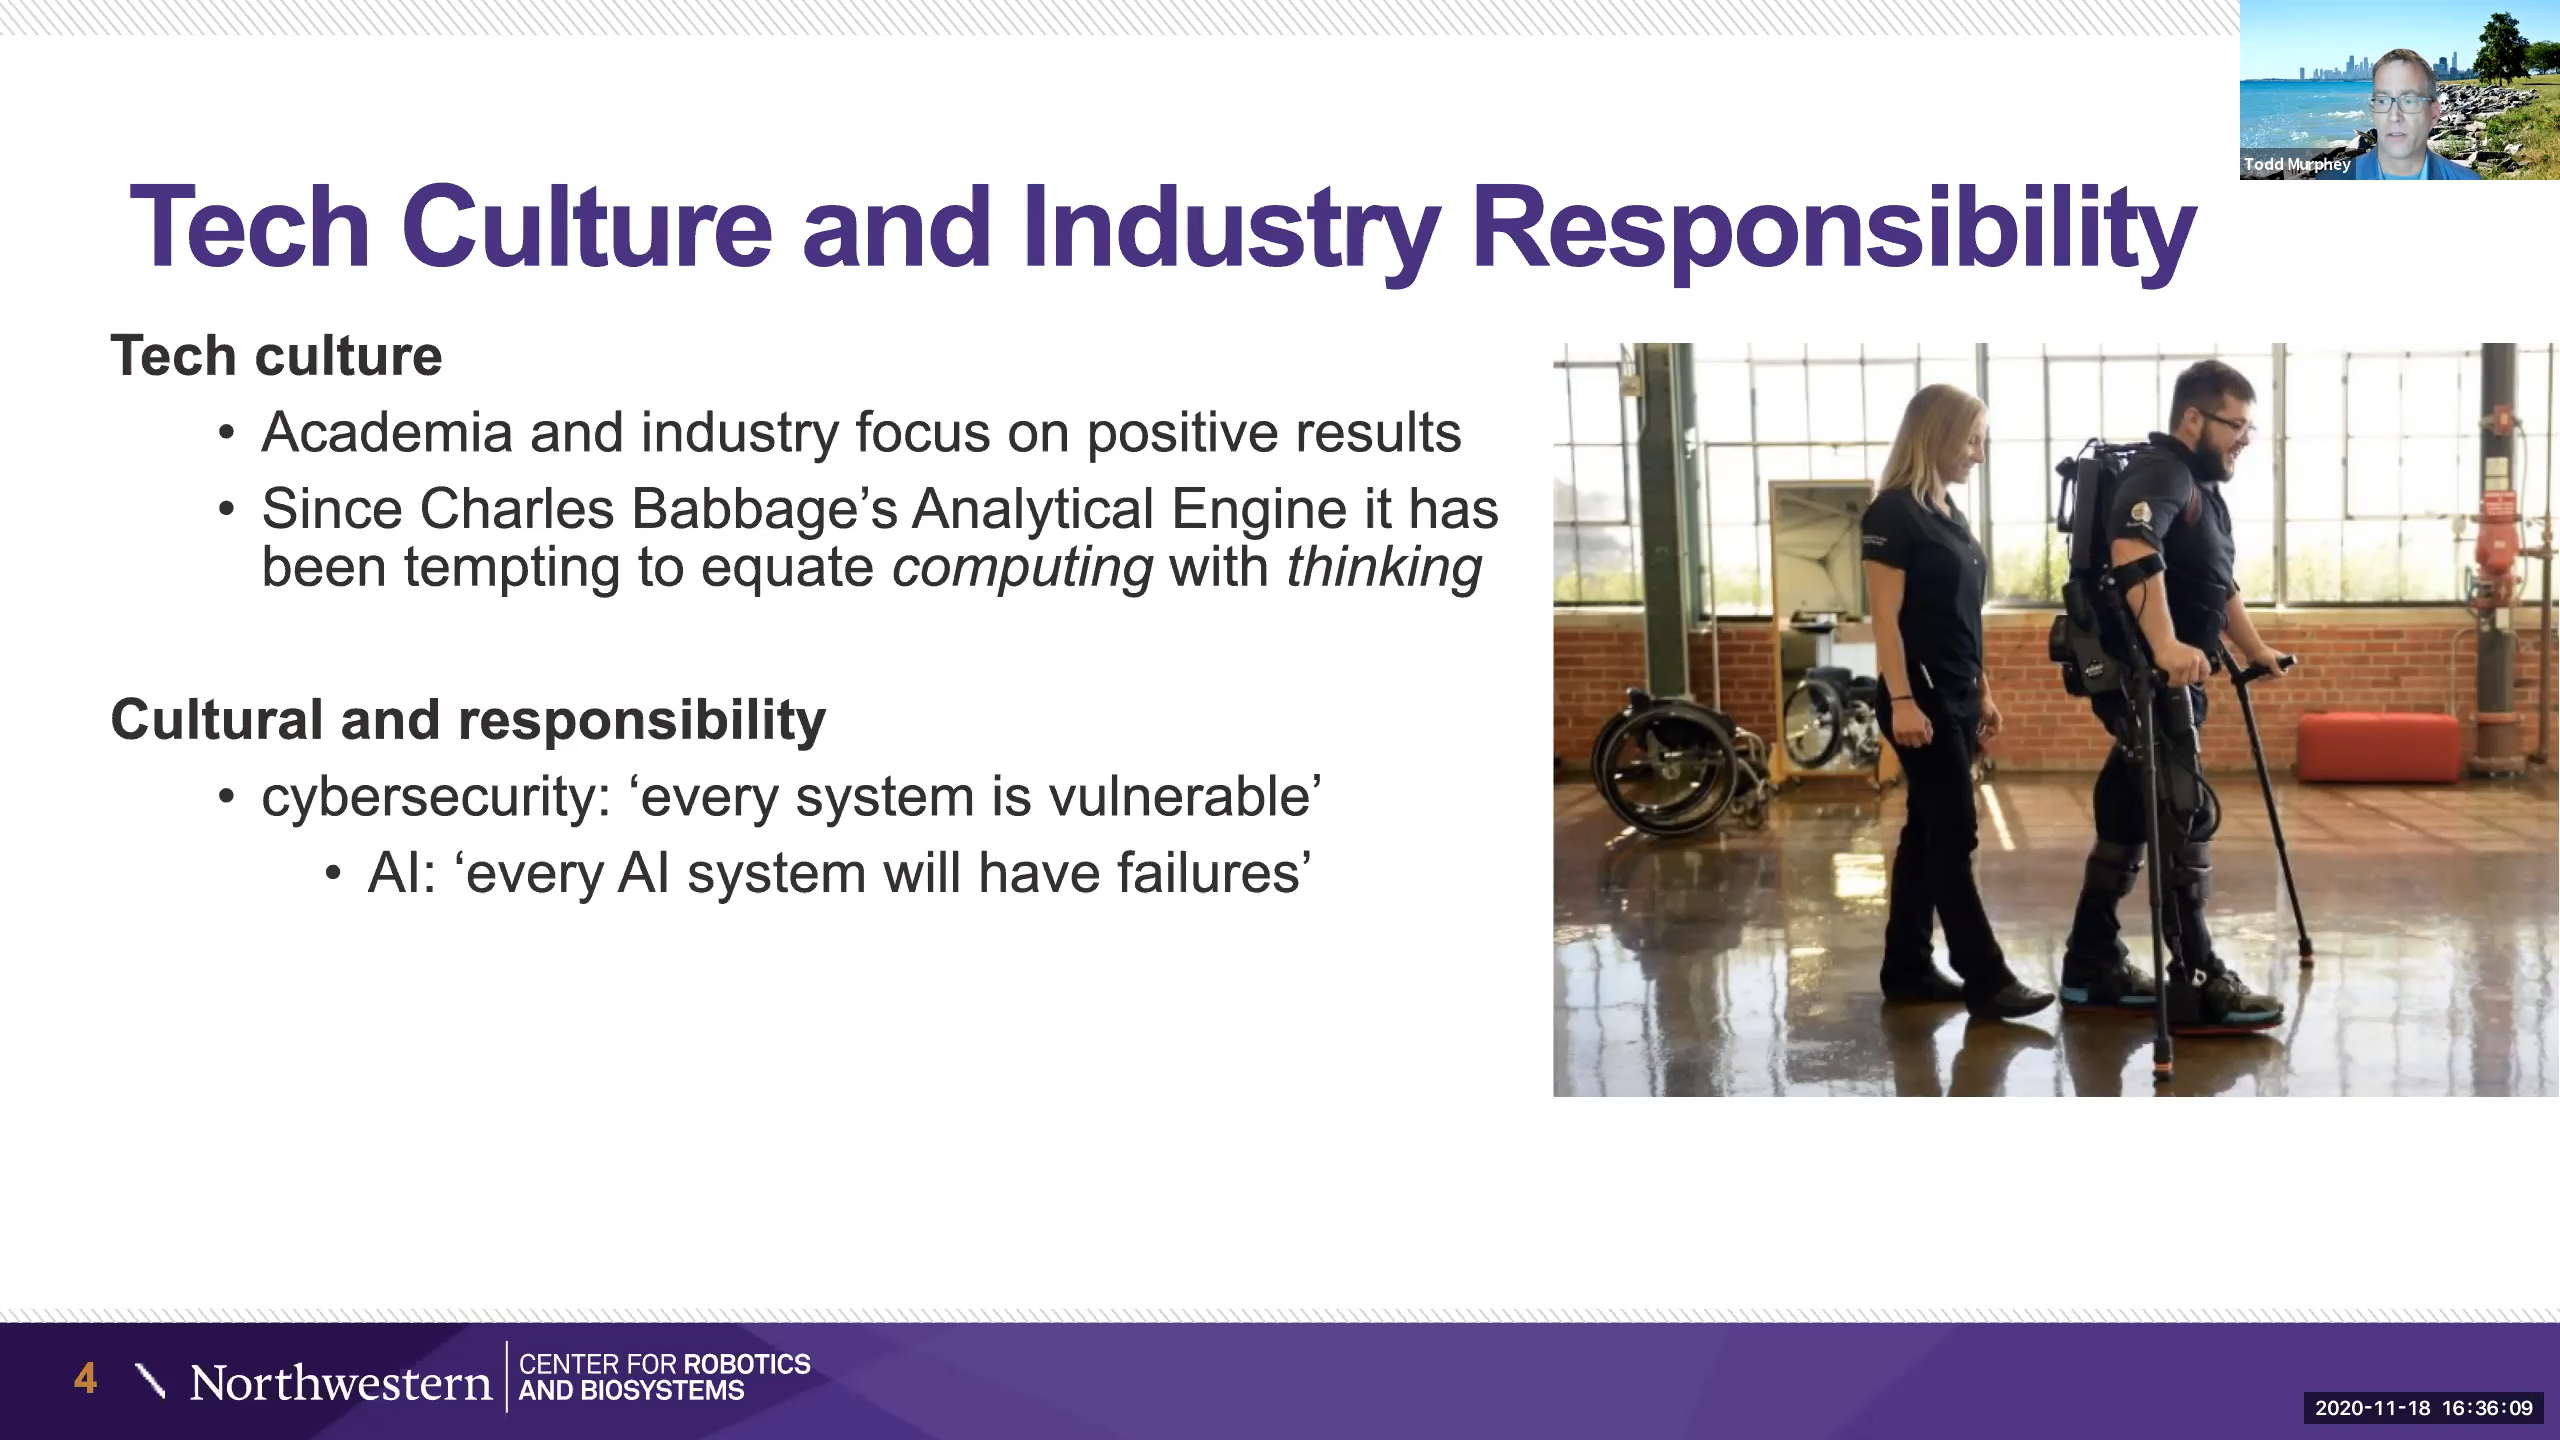 Todd Murphey
Tech Culture and Industry Responsibility
Tech culture
• Academia and industry focus on positive results
• Since Charles Babbage’s Analytical Engine it has
been tempting to equate computing with thinking
Cultural and responsibility
• cybersecurity: ‘every system is vulnerable’
• AI: ‘every AI system will have failures’
4
Northwestern
CENTER FOR ROBOTICS
AND BIOSYSTEMS
2020-11-18 16:36:09